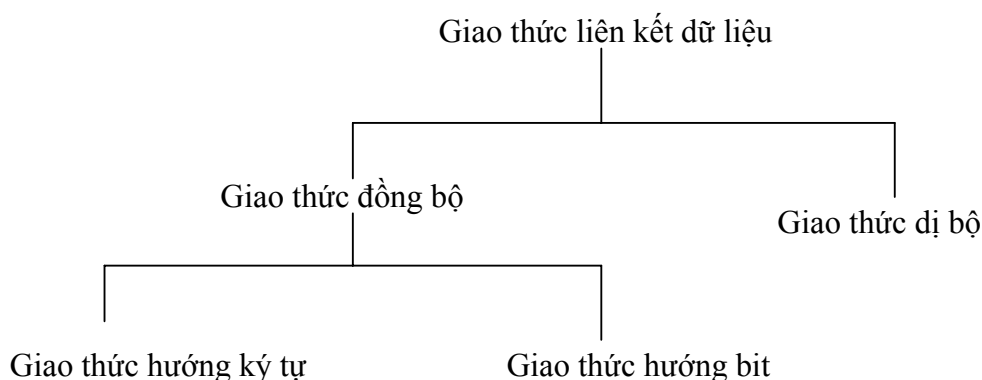 Giao thức liên kết dữ liệu
Giao thức đồng bộ
Giao thức dị bộ
Giao thức hướng ký tự
Giao thức hướng bit